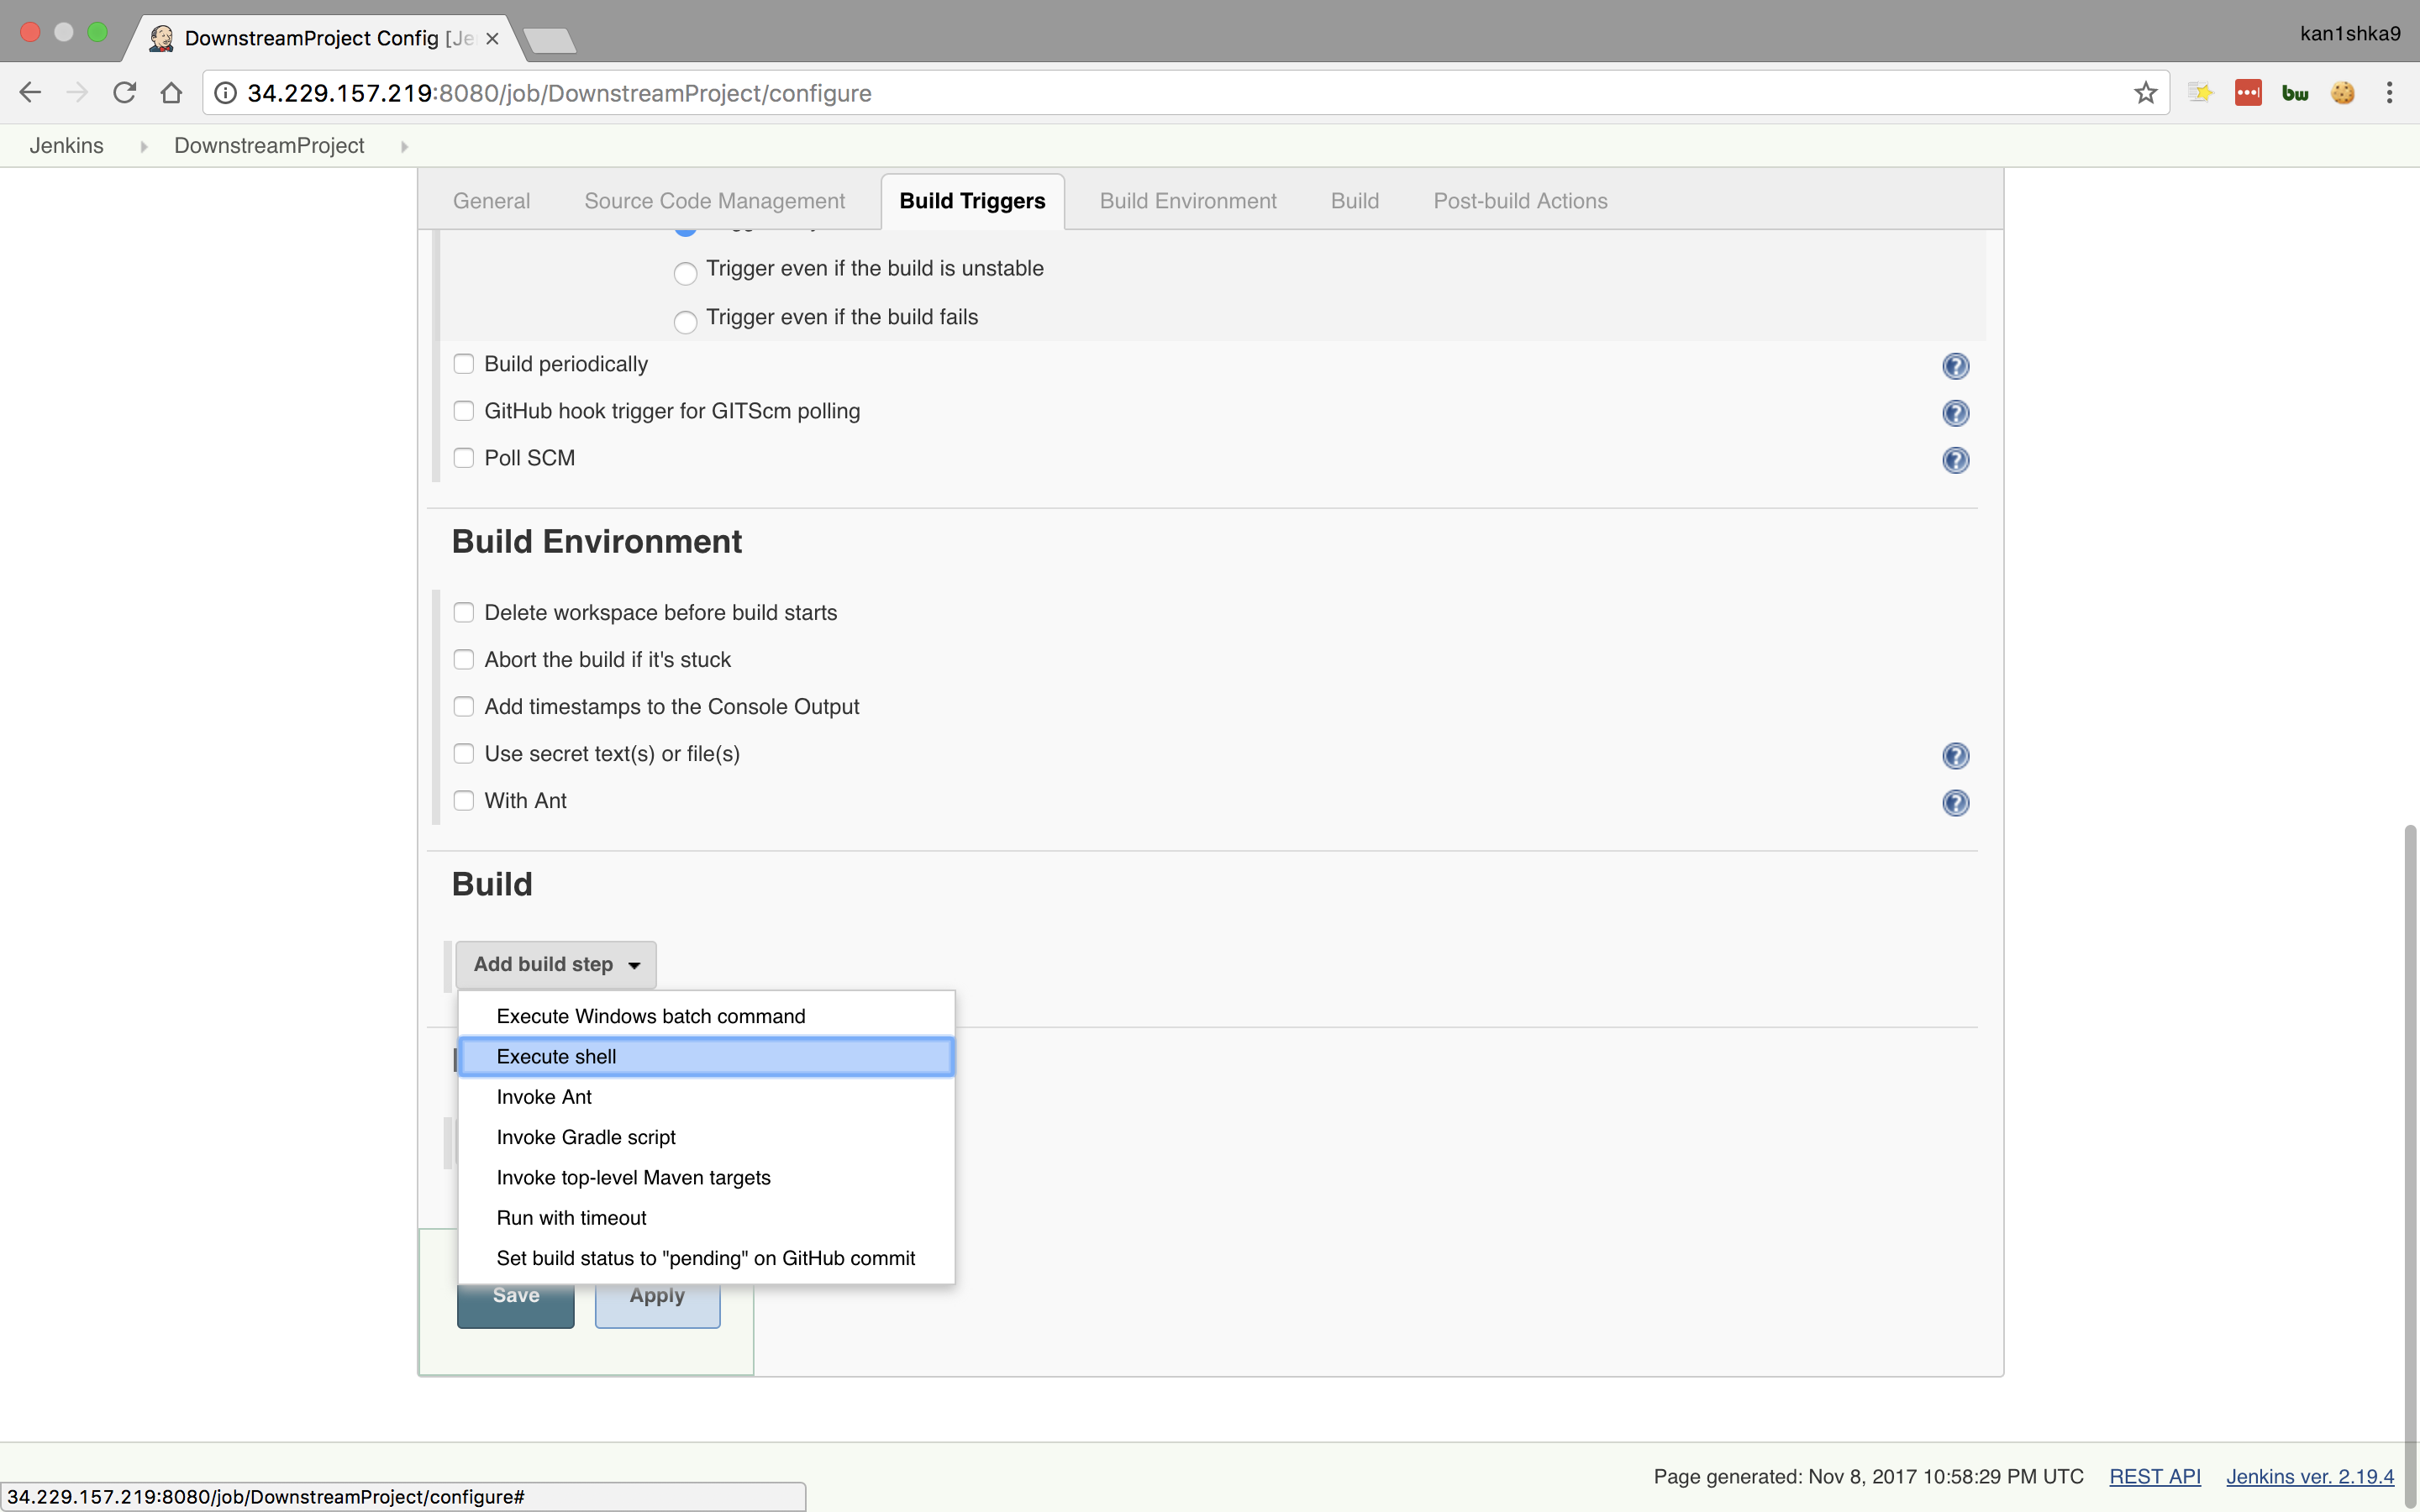 DownstreamProject Config [Je
kan1shka9
34.229.157.219:8080/job/DownstreamProject/configure
bw
Jenkins
DownstreamProject
General
Source Code Management
Build Triggers
Build Environment
Build
Post-build Actions
Trigger even if the build is unstable
Trigger even if the build fails
Build periodically
GitHub hook trigger for GITScm polling
Poll SCM
Build Environment
Delete workspace before build starts
Abort the build if it's stuck
Add timestamps to the Console Output
Use secret text(s) or file(s)
With Ant
Build
Add build step
Execute Windows batch command
Execute shell
Invoke Ant
Invoke Gradle script
Invoke top-level Maven targets
Run with timeout
Set build status to "pending" on GitHub commit
Save
Apply
Page generated: Nov 8, 2017 10:58:29 PM UTC
REST API
Jenkins ver. 2.19.4
34.229.157.219:8080/job/DownstreamProject/configure#